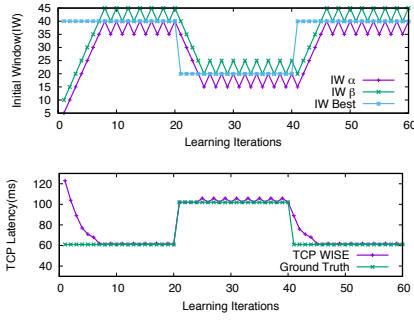 Initial Window(IW)
45
40
35
30
25
20
15
10
5
IW α
IW β
IW Best
0 10 20 30 40 50 60
Learning Iterations
TCP Latency(ms)
120
100
80
60
40
TCP WISE
Ground Truth
0 10 20 30 40 50 60
Learning Iterations